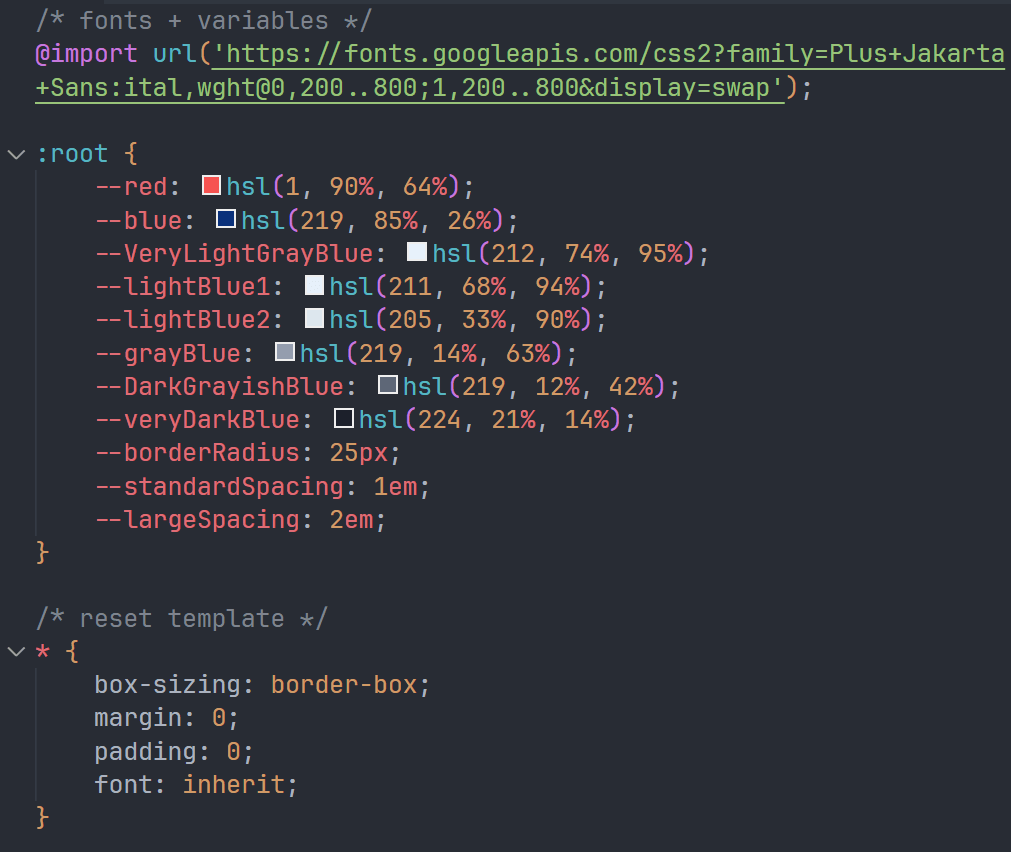 /* fonts + variables */
@import url('https://fonts.googleapis.com/css2?family=Plus+Jakarta
+Sans:ital,wght@0,200..800;1,200..800&display=swap');
:root {
--red: hsl(1, 90%, 64%);
--blue: hsl(219, 85%, 26%);
--VeryLightGrayBlue: hsl(212, 74%, 95%);
--lightBlue1: hsl(211, 68%, 94%);
--lightBlue2: hsl(205, 33%, 90%);
--grayBlue: hsl(219, 14%, 63%);
--DarkGrayishBlue: hsl(219, 12%, 42%);
--veryDarkBlue: hsl(224, 21%, 14%);
--borderRadius: 25px;
--standardSpacing: 1em;
--largeSpacing: 2em;
}
/* reset template */
* {
box-sizing: border-box;
margin: 0;
padding: 0;
font: inherit;
}